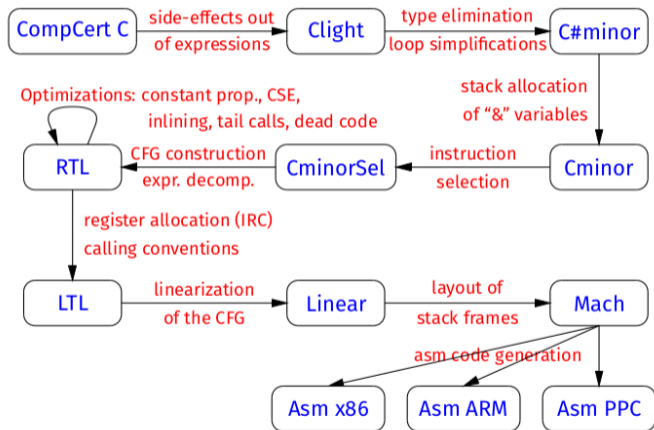 CompCert C
side-effects out
of expressions
Clight
type elimination
loop simplifications
C#minor
stack allocation
of “&” variables
Optimizations: constant prop., CSE,
inlining, tail calls, dead code
RTL
CFG construction
expr. decomp.
CminorSel
instruction
selection
Cminor
register allocation (IRC)
calling conventions
LTL
linearization
of the CFG
Linear
layout of
stack frames
Mach
asm code generation
Asm x86
Asm ARM
Asm PPC